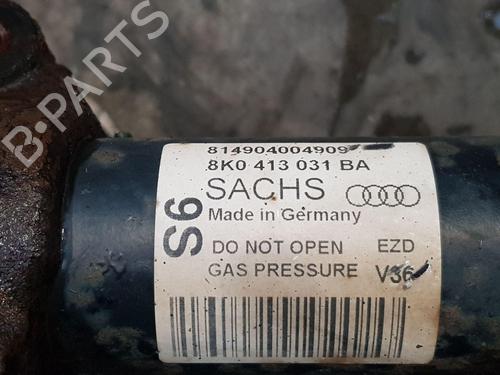 B-PARTS
814904004909
8K0 413 031 BA
SACHS
Made in Germany
S6
DO NOT OPEN EZD
GAS PRESSURE V36